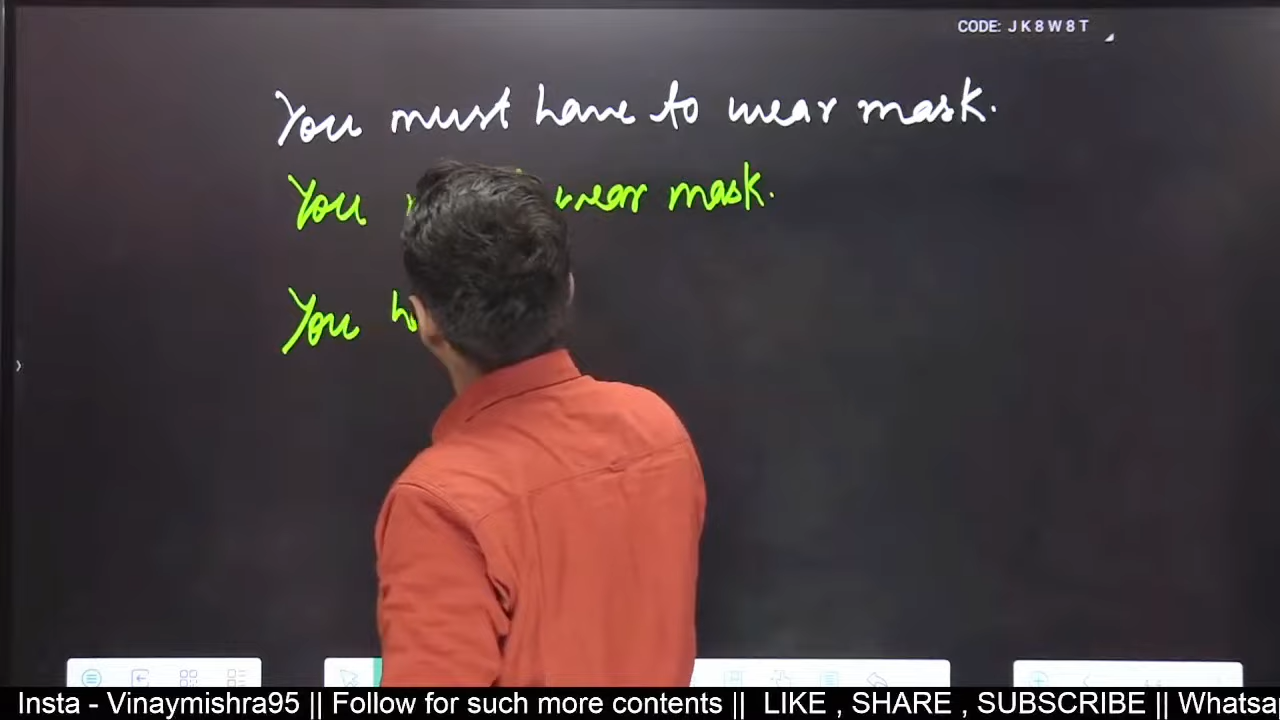 CODE: JK8W8T
You must have to wear mask.
You wear mask.
You
Insta - Vinaymishra95 || Follow for such more contents || LIKE , SHARE , SUBSCRIBE || Whatsa